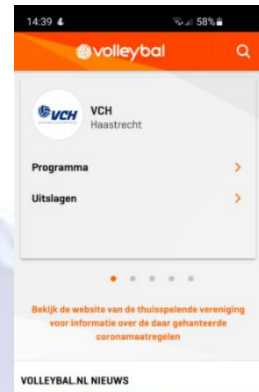 14:39 58%
volleybal
VCH
VCH
Haastrecht
Programma
Uitslagen
Bekijk de website van de thuisspelende vereniging
voor informatie over de daar gehanteerde
coronamaatregelen
VOLLEYBAL.NL NIEUWS